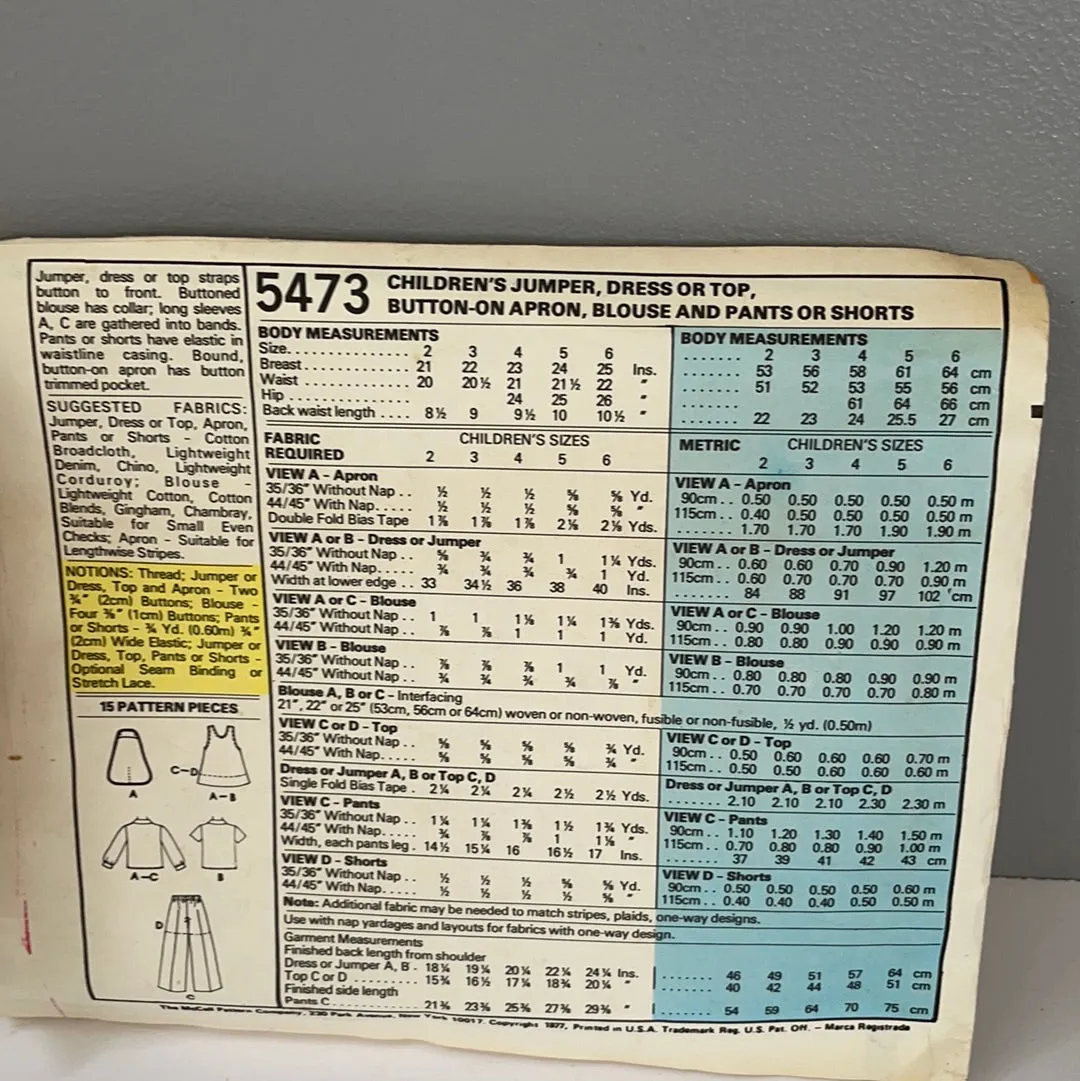 Jumper, dress or top straps
button to front. Buttoned
blouse has collar; long sleeves
A, C are gathered into bands.
Pants or shorts have elastic in
waistline casing. Bound,
button-on apron has button
trimmed pocket.
SUGGESTED FABRICS:
Jumper, Dress or Top, Apron,
Pants or Shorts - Cotton
Broadcloth, Lightweight
Denim, Chino, Lightweight
Corduroy; Blouse -
Lightweight Cotton, Cotton
Blends, Gingham, Chambray,
Suitable for Small Even
Checks; Apron - Suitable for
Lengthwise Stripes.
NOTIONS: Thread; Jumper or
Dress, Top and Apron - Two
¾" (2cm) Buttons; Blouse -
Four ⅜" (1cm) Buttons; Pants
or Shorts - ¾ Yd. (0.60m) ¾"
(2cm) Wide Elastic; Jumper or
Dress, Top, Pants or Shorts -
Optional Seam Binding or
Stretch Lace.
15 PATTERN PIECES
A
C-D
A-B
A-C
B
D
C
5473 CHILDREN'S JUMPER, DRESS OR TOP,
BUTTON-ON APRON, BLOUSE AND PANTS OR SHORTS
BODY MEASUREMENTS
Size............... 2 3 4 5 6
Breast............. 21 22 23 24 25 Ins.
Waist ............. 20 20½ 21 21½ 22 "
Hip ............... 24 25 26 "
Back waist length .... 8½ 9 9½ 10 10½ "
FABRIC CHILDREN'S SIZES
REQUIRED 2 3 4 5 6
VIEW A - Apron
35/36" Without Nap .. ½ ½ ½ ⅝ ⅝ Yd.
44/45" With Nap..... ½ ½ ½ ⅝ ⅝ "
Double Fold Bias Tape 1⅞ 1⅞ 1⅞ 2⅛ 2⅛ Yds.
VIEW A or B - Dress or Jumper
35/36" Without Nap .. ⅝ ¾ ¾ 1 1¼ Yds.
44/45" With Nap..... ¾ ¾ ¾ ¾ 1 Yd.
Width at lower edge .. 33 34½ 36 38 40 Ins.
VIEW A or C - Blouse
35/36" Without Nap .. 1 1 1⅛ 1¼ 1⅜ Yds.
44/45" Without Nap .. ⅞ ⅞ 1 1 1 Yd.
VIEW B - Blouse
35/36" Without Nap .. ⅞ ⅞ ⅞ 1 1 Yd.
44/45" Without Nap .. ¾ ¾ ¾ ¾ ⅞ "
Blouse A, B or C - Interfacing
21", 22" or 25" (53cm, 56cm or 64cm) woven or non-woven, fusible or non-fusible, ½ yd. (0.50m)
VIEW C or D - Top
35/36" Without Nap .. ⅝ ⅝ ⅝ ⅝ ¾ Yd.
44/45" With Nap..... ⅝ ⅝ ⅝ ⅝ ¾ "
Dress or Jumper A, B or Top C, D
Single Fold Bias Tape . 2¼ 2¼ 2¼ 2½ 2½ Yds.
VIEW C - Pants
35/36" Without Nap .. 1¼ 1¼ 1⅜ 1½ 1¾ Yds.
44/45" With Nap..... ¾ ⅞ ⅞ 1 1⅛ "
Width, each pants leg . 14½ 15¼ 16 16½ 17 Ins.
VIEW D - Shorts
35/36" Without Nap .. ½ ½ ½ ⅝ ⅝ Yd.
44/45" With Nap..... ½ ½ ½ ½ ⅝ "
Note: Additional fabric may be needed to match stripes, plaids, one-way designs.
Use with nap yardages and layouts for fabrics with one-way design.
Garment Measurements
Finished back length from shoulder
Dress or Jumper A, B . 18¼ 19¼ 20¼ 22¼ 24¼ Ins.
Top C or D ......... 15¾ 16½ 17¼ 18¾ 20¼ "
Finished side length
Pants C............. 21⅜ 23⅜ 25⅜ 27⅜ 29⅜ "
BODY MEASUREMENTS
....... 2 3 4 5 6
....... 53 56 58 61 64 cm
....... 51 52 53 55 56 cm
....... 61 64 66 cm
....... 22 23 24 25.5 27 cm
METRIC CHILDREN'S SIZES
2 3 4 5 6
VIEW A - Apron
90cm .. 0.50 0.50 0.50 0.50 0.50 m
115cm .. 0.40 0.50 0.50 0.50 0.50 m
....... 1.70 1.70 1.70 1.90 1.90 m
VIEW A or B - Dress or Jumper
90cm .. 0.60 0.60 0.70 0.90 1.20 m
115cm .. 0.60 0.70 0.70 0.70 0.90 m
....... 84 88 91 97 102 cm
VIEW A or C - Blouse
90cm .. 0.90 0.90 1.00 1.20 1.20 m
115cm .. 0.80 0.80 0.90 0.90 0.90 m
VIEW B - Blouse
90cm .. 0.80 0.80 0.80 0.90 0.90 m
115cm .. 0.70 0.70 0.70 0.70 0.80 m
VIEW C or D - Top
90cm .. 0.50 0.60 0.60 0.60 0.70 m
115cm .. 0.50 0.50 0.60 0.60 0.60 m
Dress or Jumper A, B or Top C, D
....... 2.10 2.10 2.10 2.30 2.30 m
VIEW C - Pants
90cm .. 1.10 1.20 1.30 1.40 1.50 m
115cm .. 0.70 0.80 0.80 0.90 1.00 m
....... 37 39 41 42 43 cm
VIEW D - Shorts
90cm .. 0.50 0.50 0.50 0.50 0.60 m
115cm .. 0.40 0.40 0.40 0.50 0.50 m
....... 46 49 51 57 64 cm
....... 40 42 44 48 51 cm
....... 54 59 64 70 75 cm
The McCall Pattern Company, 230 Park Avenue, New York 10017. Copyright 1977, Printed in U.S.A. Trademark Reg. U.S. Pat. Off. - Marca Registrada